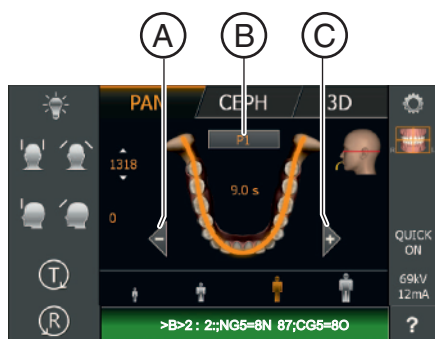 A B C
PAN CEPH 3D
P1
1318
9.0 s
0
- +
QUICK
ON
T
69kV
12mA
R
>B>2 : 2:;NG5=8N 87;CG5=8O
?